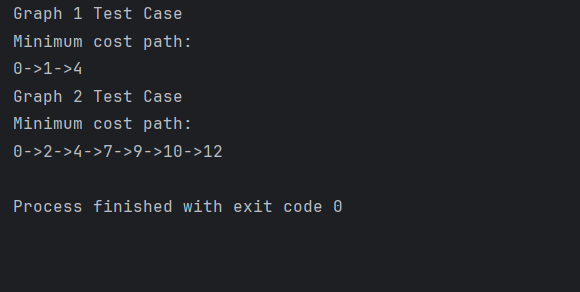 Graph 1 Test Case
Minimum cost path:
0->1->4
Graph 2 Test Case
Minimum cost path:
0->2->4->7->9->10->12
Process finished with exit code 0